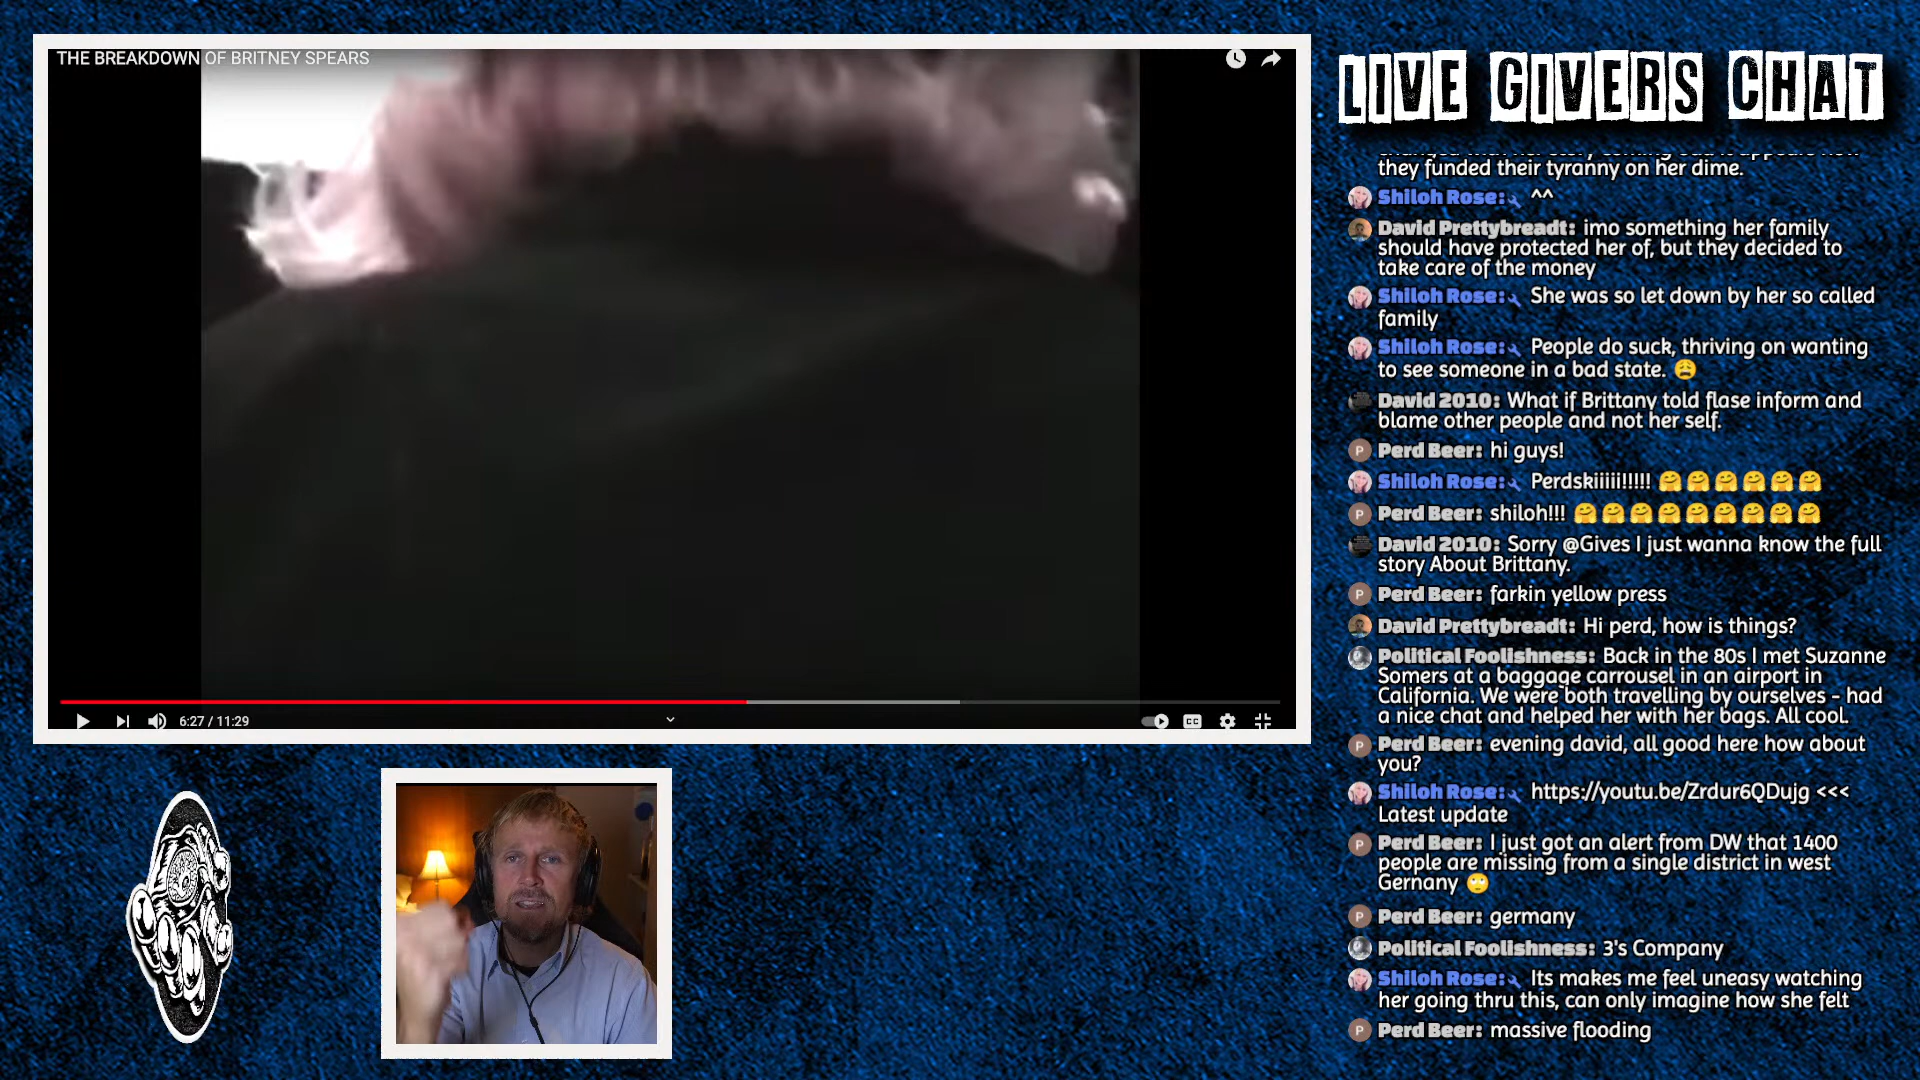 THE BREAKDOWN OF BRITNEY SPEARS
6:27 / 11:29
CC
LIVE GIVERS CHAT
they funded their tyranny on her dime.
Shiloh Rose: ^^
David Prettybreadt: imo something her family
should have protected her of, but they decided to
take care of the money
Shiloh Rose: She was so let down by her so called
family
Shiloh Rose: People do suck, thriving on wanting
to see someone in a bad state. 😩
David 2010: What if Brittany told flase inform and
blame other people and not her self.
P Perd Beer: hi guys!
Shiloh Rose: Perdskiiiii!!!!! 🤗🤗🤗🤗🤗🤗
P Perd Beer: shiloh!!! 🤗🤗🤗🤗🤗🤗🤗🤗🤗
David 2010: Sorry @Gives I just wanna know the full
story About Brittany.
P Perd Beer: farkin yellow press
David Prettybreadt: Hi perd, how is things?
Political Foolishness: Back in the 80s I met Suzanne
Somers at a baggage carrousel in an airport in
California. We were both travelling by ourselves - had
a nice chat and helped her with her bags. All cool.
P Perd Beer: evening david, all good here how about
you?
Shiloh Rose: https://youtu.be/Zrdur6QDujg <<<
Latest update
P Perd Beer: I just got an alert from DW that 1400
people are missing from a single district in west
Gernany 🙄
P Perd Beer: germany
Political Foolishness: 3's Company
Shiloh Rose: Its makes me feel uneasy watching
her going thru this, can only imagine how she felt
P Perd Beer: massive flooding